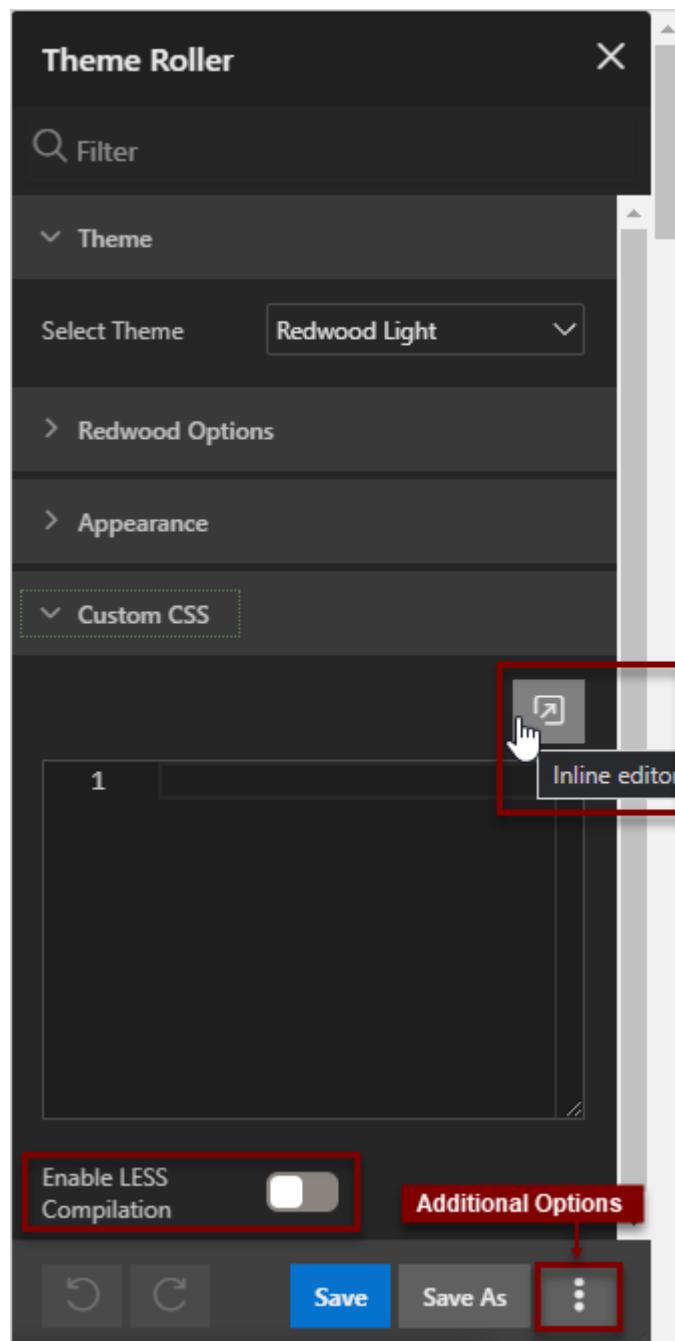 Theme Roller
Filter
Theme
Select Theme
Redwood Light
Redwood Options
Appearance
Custom CSS
Inline editor
1
Enable LESS
Compilation
Additional Options
Save
Save As